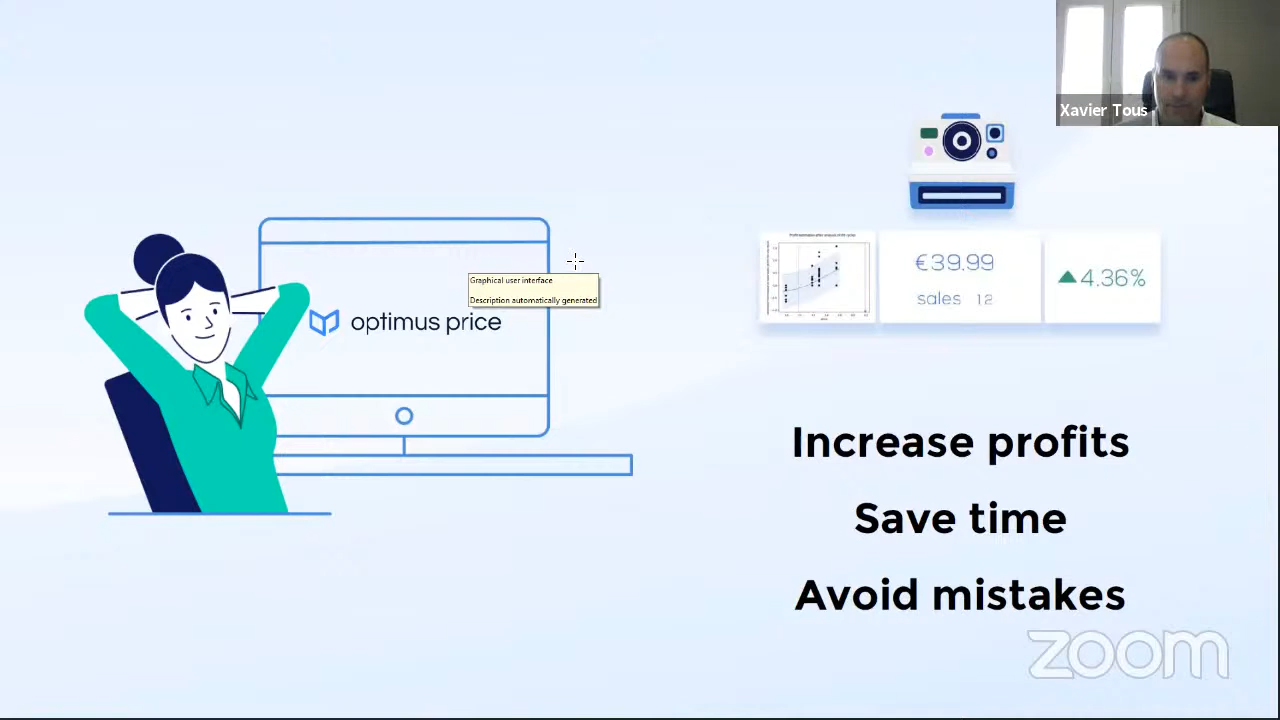 Xavier Tous
€39.99
sales 12
4.36%
Graphical user interface
Description automatically generated
optimus price
Increase profits
Save time
Avoid mistakes
zoom